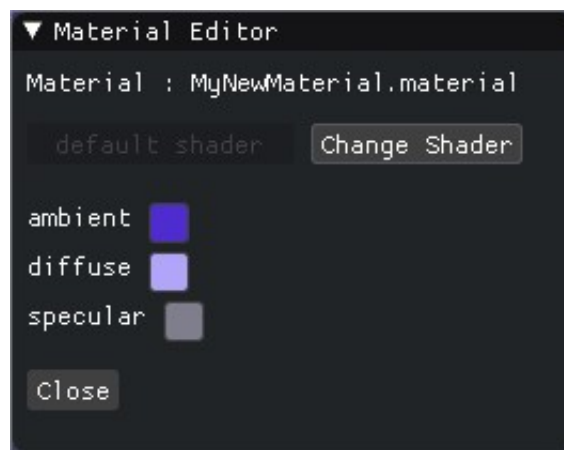 Material Editor
Material : MyNewMaterial.material
default shader Change Shader
ambient
diffuse
specular
Close